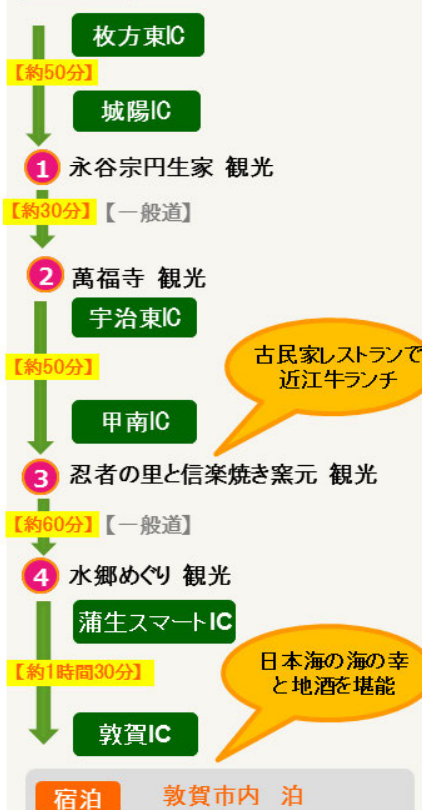 枚方東IC
【約50分】
城陽IC
1 永谷宗円生家 観光
【約30分】【一般道】
2 萬福寺 観光
宇治東IC
【約50分】
古民家レストランで
近江牛ランチ
甲南IC
3 忍者の里と信楽焼き窯元 観光
【約60分】【一般道】
4 水郷めぐり 観光
蒲生スマートIC
【約1時間30分】
日本海の海の幸
と地酒を堪能
敦賀IC
宿泊 敦賀市内 泊